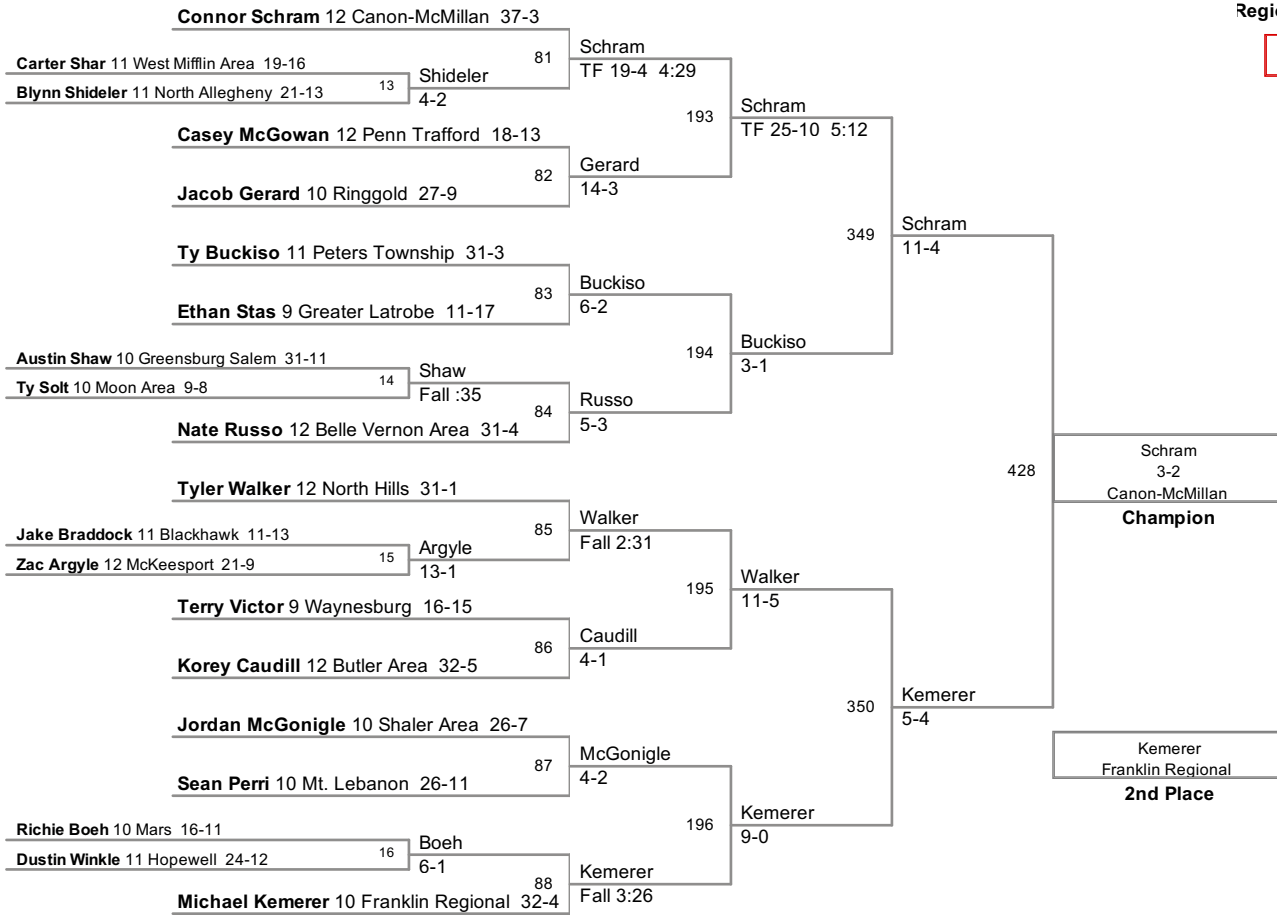 Connor Schram 12 Canon-McMillan 37-3
Regi
81
Schram
TF 19-4 4:29
Carter Shar 11 West Mifflin Area 19-16
13
Shideler
4-2
Blynn Shideler 11 North Allegheny 21-13
193
Schram
TF 25-10 5:12
Casey McGowan 12 Penn Trafford 18-13
82
Gerard
14-3
Jacob Gerard 10 Ringgold 27-9
349
Schram
11-4
Ty Buckiso 11 Peters Township 31-3
83
Buckiso
6-2
Ethan Stas 9 Greater Latrobe 11-17
194
Buckiso
3-1
Austin Shaw 10 Greensburg Salem 31-11
14
Shaw
Fall :35
Ty Solt 10 Moon Area 9-8
84
Russo
5-3
Nate Russo 12 Belle Vernon Area 31-4
428
Schram
3-2
Canon-McMillan
Champion
Tyler Walker 12 North Hills 31-1
85
Walker
Fall 2:31
Jake Braddock 11 Blackhawk 11-13
15
Argyle
13-1
Zac Argyle 12 McKeesport 21-9
195
Walker
11-5
Terry Victor 9 Waynesburg 16-15
86
Caudill
4-1
Korey Caudill 12 Butler Area 32-5
350
Kemerer
5-4
Jordan McGonigle 10 Shaler Area 26-7
87
McGonigle
4-2
Sean Perri 10 Mt. Lebanon 26-11
Kemerer
Franklin Regional
2nd Place
196
Kemerer
9-0
Richie Boeh 10 Mars 16-11
16
Boeh
6-1
Dustin Winkle 11 Hopewell 24-12
88
Kemerer
Fall 3:26
Michael Kemerer 10 Franklin Regional 32-4